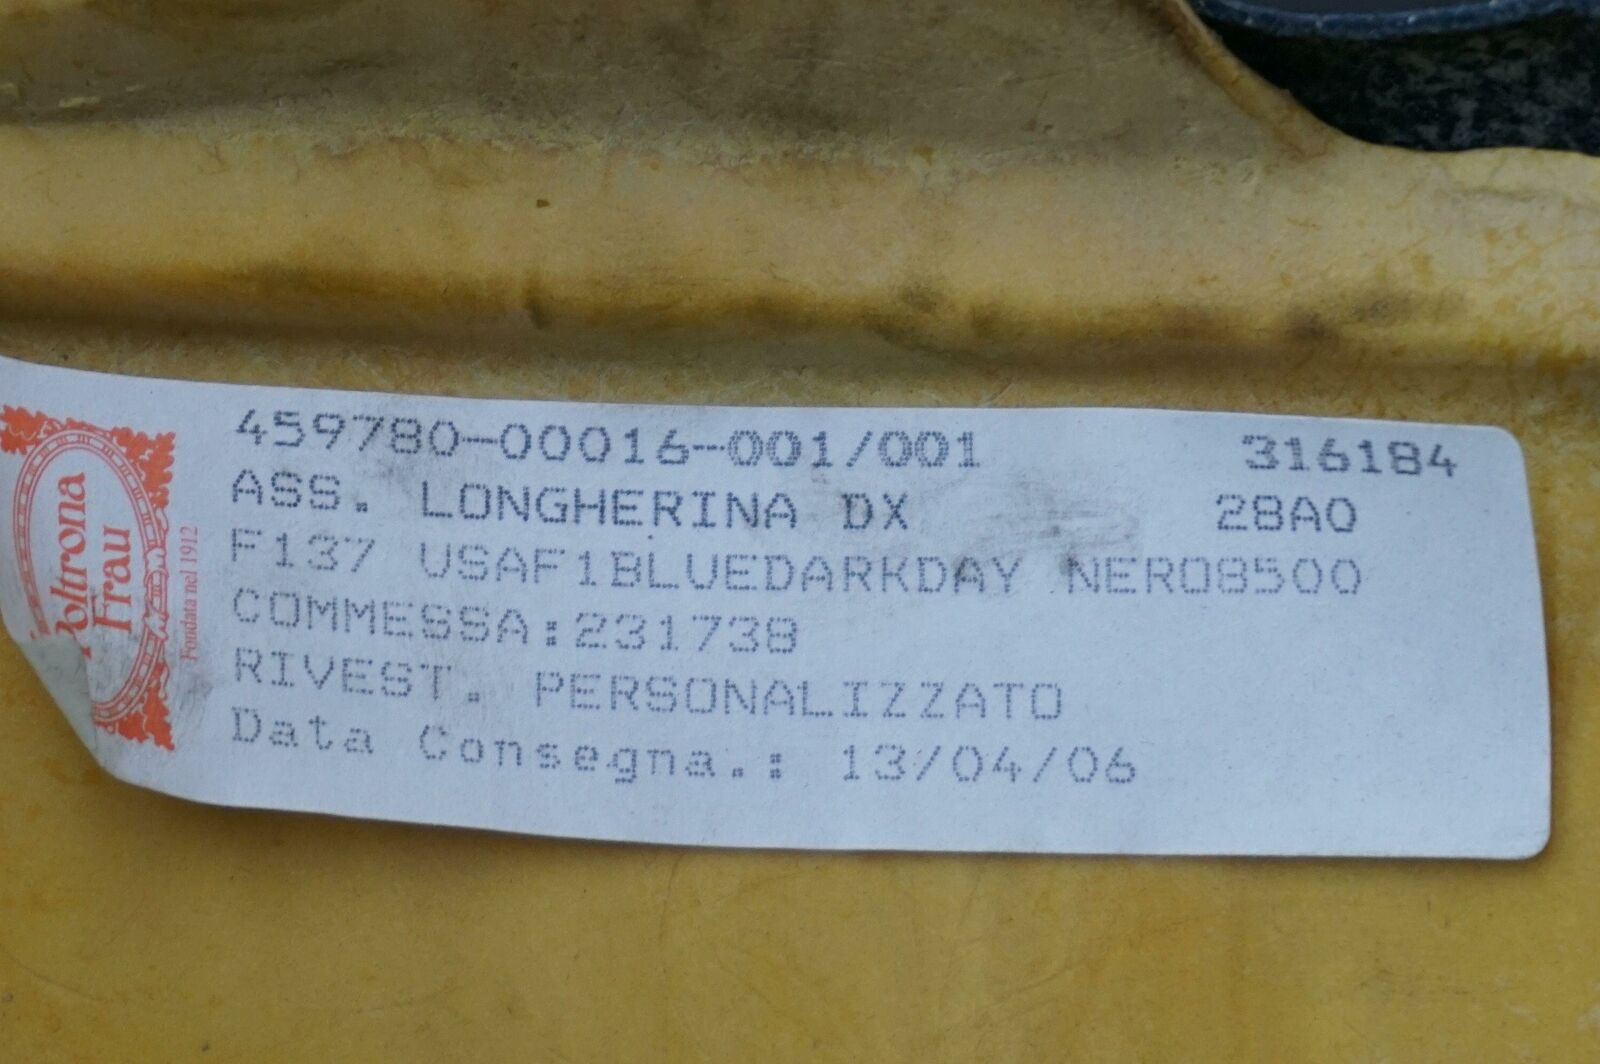 Poltrona
Frau
Fondata nel 1912
459780-00016-001/001 316184
ASS. LONGHERINA DX 28A0
F137 USAF1BLUEDARKDAY NERO8500
COMMESSA:231738
RIVEST. PERSONALIZZATO
Data Consegna.: 13/04/06